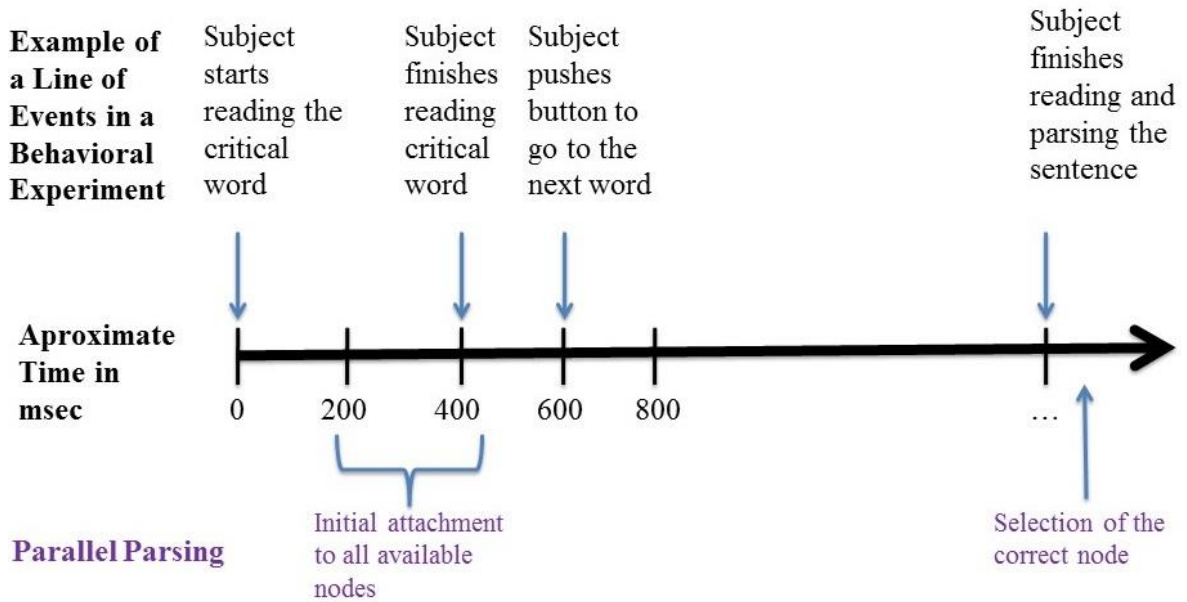 Example of
a Line of
Events in a
Behavioral
Experiment
Subject
starts
reading the
critical
word
Subject
finishes
reading
critical
word
Subject
pushes
button to
go to the
next word
Subject
finishes
reading and
parsing the
sentence
Aproximate
Time in
msec
0
200
400
600
800
...
Parallel Parsing
Initial attachment
to all available
nodes
Selection of the
correct node